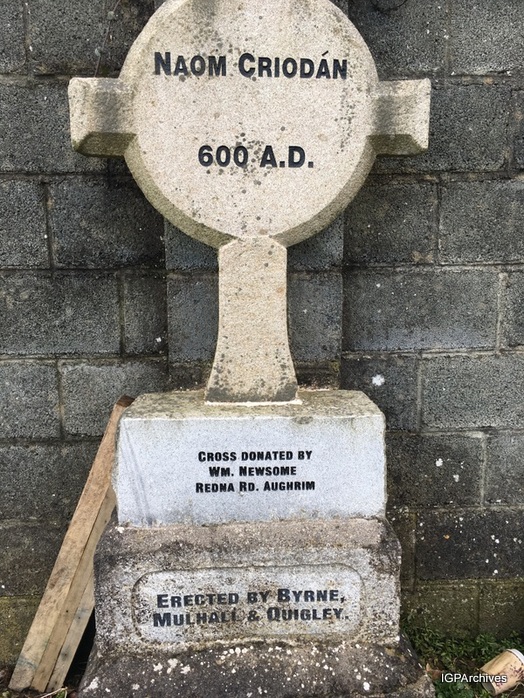 Naom Criodán
600 A.D.
Cross donated by
Wm. Newsome
Redna Rd. Aughrim
Erected by Byrne,
Mulhall & Quigley.
IGPArchives